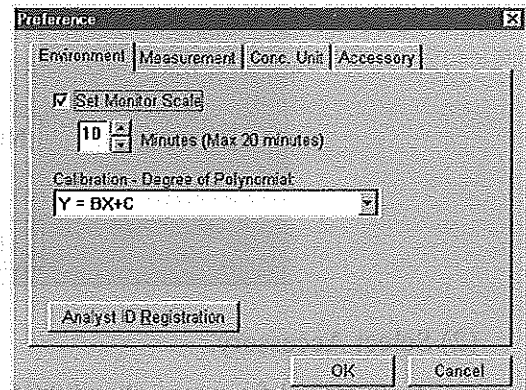 Preference
Environment Measurement Conc. Unit Accessory
Set Monitor Scale
10 Minutes (Max 20 minutes)
Calibration - Degree of Polynomial:
Y = BX+C
Analyst ID Registration
OK Cancel